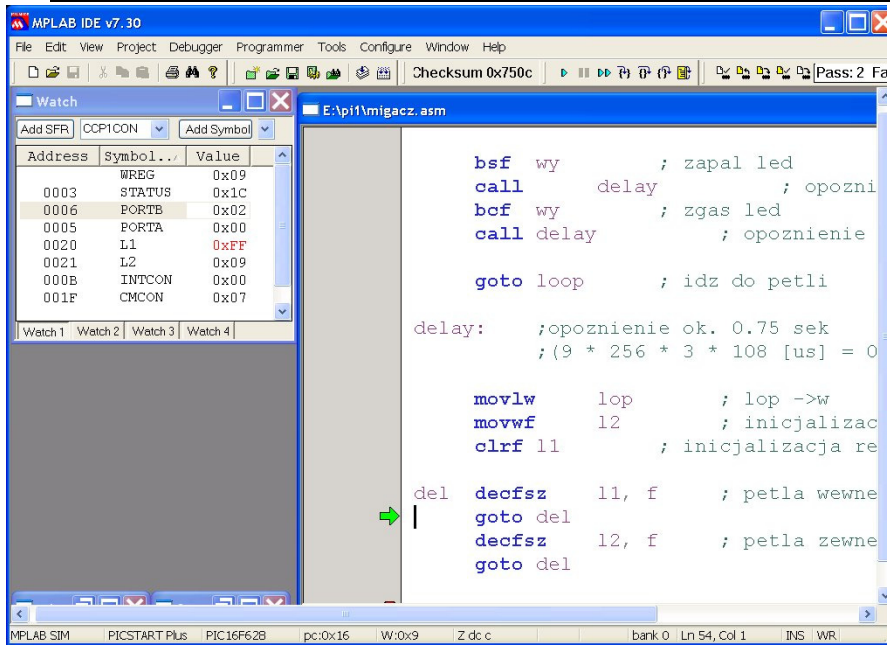 MPLAB IDE v7.30
File Edit View Project Debugger Programmer Tools Configure Window Help
Checksum 0x750c Pass: 2 Fa
Watch
Add SFR CCP1CON Add Symbol
Address Symbol... Value
WREG 0x09
0003 STATUS 0x1C
0006 PORTB 0x02
0005 PORTA 0x00
0020 L1 0xFF
0021 L2 0x09
000B INTCON 0x00
001F CMCON 0x07
Watch 1 Watch 2 Watch 3 Watch 4
E:\pi1\migacz.asm
bsf wy ; zapal led
call delay ; opozni
bcf wy ; zgas led
call delay ; opoznienie
goto loop ; idz do petli
delay: ;opoznienie ok. 0.75 sek
;(9 * 256 * 3 * 108 [us] = 0
movlw lop ; lop ->w
movwf l2 ; inicjalizac
clrf l1 ; inicjalizacja re
del decfsz l1, f ; petla wewne
goto del
decfsz l2, f ; petla zewne
goto del
MPLAB SIM PICSTART Plus PIC16F628 pc:0x16 W:0x9 Z dc c bank 0 Ln 54, Col 1 INS WR